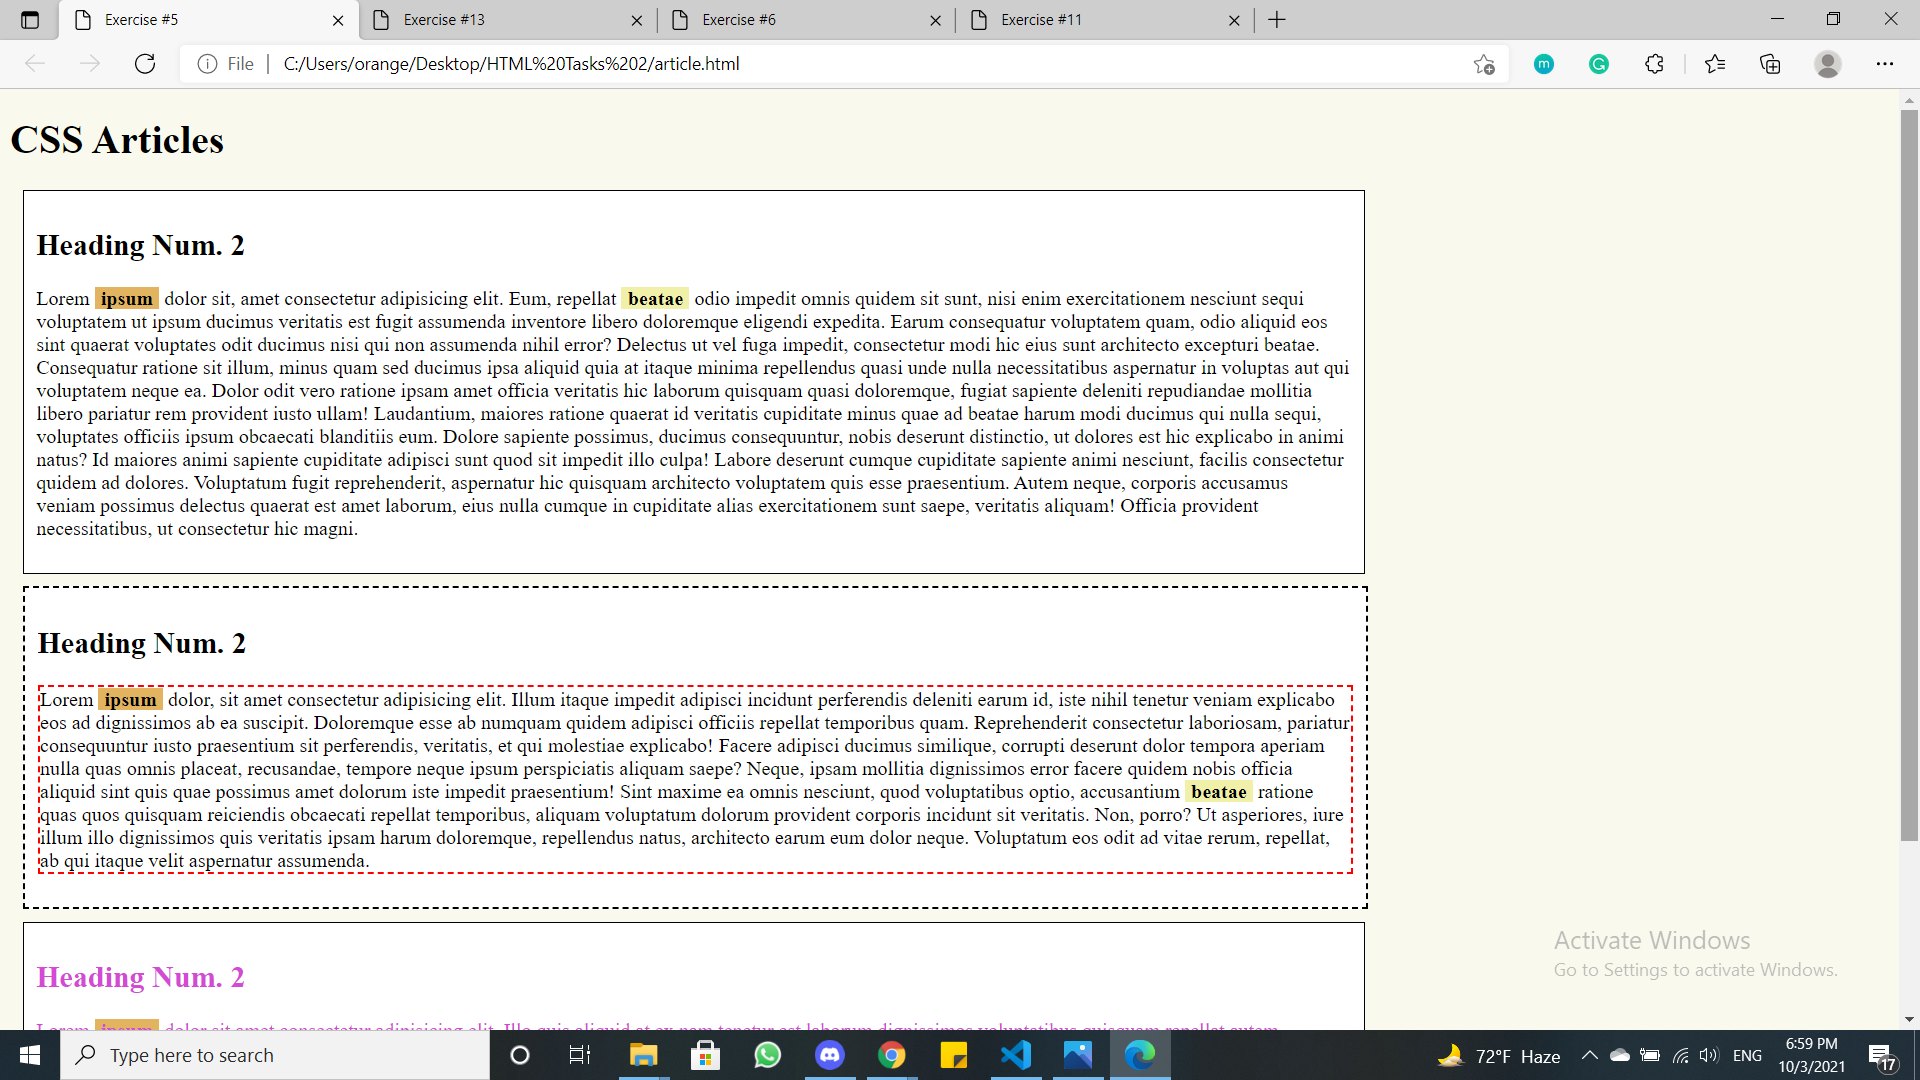 Exercise #5
Exercise #13
Exercise #6
Exercise #11
File
C:/Users/orange/Desktop/HTML%20Tasks%202/article.html
CSS Articles
Heading Num. 2
Lorem ipsum dolor sit, amet consectetur adipisicing elit. Eum, repellat beatae odio impedit omnis quidem sit sunt, nisi enim exercitationem nesciunt sequi
voluptatem ut ipsum ducimus veritatis est fugit assumenda inventore libero doloremque eligendi expedita. Earum consequatur voluptatem quam, odio aliquid eos
sint quaerat voluptates odit ducimus nisi qui non assumenda nihil error? Delectus ut vel fuga impedit, consectetur modi hic eius sunt architecto excepturi beatae.
Consequatur ratione sit illum, minus quam sed ducimus ipsa aliquid quia at itaque minima repellendus quasi unde nulla necessitatibus aspernatur in voluptas aut qui
voluptatem neque ea. Dolor odit vero ratione ipsam amet officia veritatis hic laborum quisquam quasi doloremque, fugiat sapiente deleniti repudiandae mollitia
libero pariatur rem provident iusto ullam! Laudantium, maiores ratione quaerat id veritatis cupiditate minus quae ad beatae harum modi ducimus qui nulla sequi,
voluptates officiis ipsum obcaecati blanditiis eum. Dolore sapiente possimus, ducimus consequuntur, nobis deserunt distinctio, ut dolores est hic explicabo in animi
natus? Id maiores animi sapiente cupiditate adipisci sunt quod sit impedit illo culpa! Labore deserunt cumque cupiditate sapiente animi nesciunt, facilis consectetur
quidem ad dolores. Voluptatum fugit reprehenderit, aspernatur hic quisquam architecto voluptatem quis esse praesentium. Autem neque, corporis accusamus
veniam possimus delectus quaerat est amet laborum, eius nulla cumque in cupiditate alias exercitationem sunt saepe, veritatis aliquam! Officia provident
necessitatibus, ut consectetur hic magni.
Heading Num. 2
Lorem ipsum dolor, sit amet consectetur adipisicing elit. Illum itaque impedit adipisci incidunt perferendis deleniti earum id, iste nihil tenetur veniam explicabo
eos ad dignissimos ab ea suscipit. Doloremque esse ab numquam quidem adipisci officiis repellat temporibus quam. Reprehenderit consectetur laboriosam, pariatur
consequuntur iusto praesentium sit perferendis, veritatis, et qui molestiae explicabo! Facere adipisci ducimus similique, corrupti deserunt dolor tempora aperiam
nulla quas omnis placeat, recusandae, tempore neque ipsum perspiciatis aliquam saepe? Neque, ipsam mollitia dignissimos error facere quidem nobis officia
aliquid sint quis quae possimus amet dolorum iste impedit praesentium! Sint maxime ea omnis nesciunt, quod voluptatibus optio, accusantium beatae ratione
quas quos quisquam reiciendis obcaecati repellat temporibus, aliquam voluptatum dolorum provident corporis incidunt sit veritatis. Non, porro? Ut asperiores, iure
illum illo dignissimos quis veritatis ipsam harum doloremque, repellendus natus, architecto earum eum dolor neque. Voluptatum eos odit ad vitae rerum, repellat,
ab qui itaque velit aspernatur assumenda.
Heading Num. 2
Lorem ipsum dolor sit amet consectetur adipisicing elit. Illo quis aliquid at ex nam tenetur est laborum dignissimos voluptatibus quisquam repellat autem
Activate Windows
Go to Settings to activate Windows.
Type here to search
72°F Haze
ENG
6:59 PM
10/3/2021
17